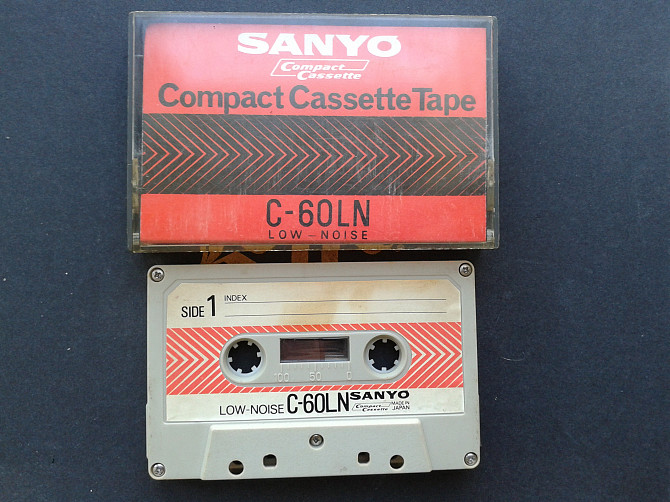 SANYO
Compact
Cassette
Compact Cassette Tape
C-60LN
LOW-NOISE
SIDE 1 INDEX
100 50 0
LOW-NOISE C-60LN SANYO
Compact Cassette
MADE IN
JAPAN